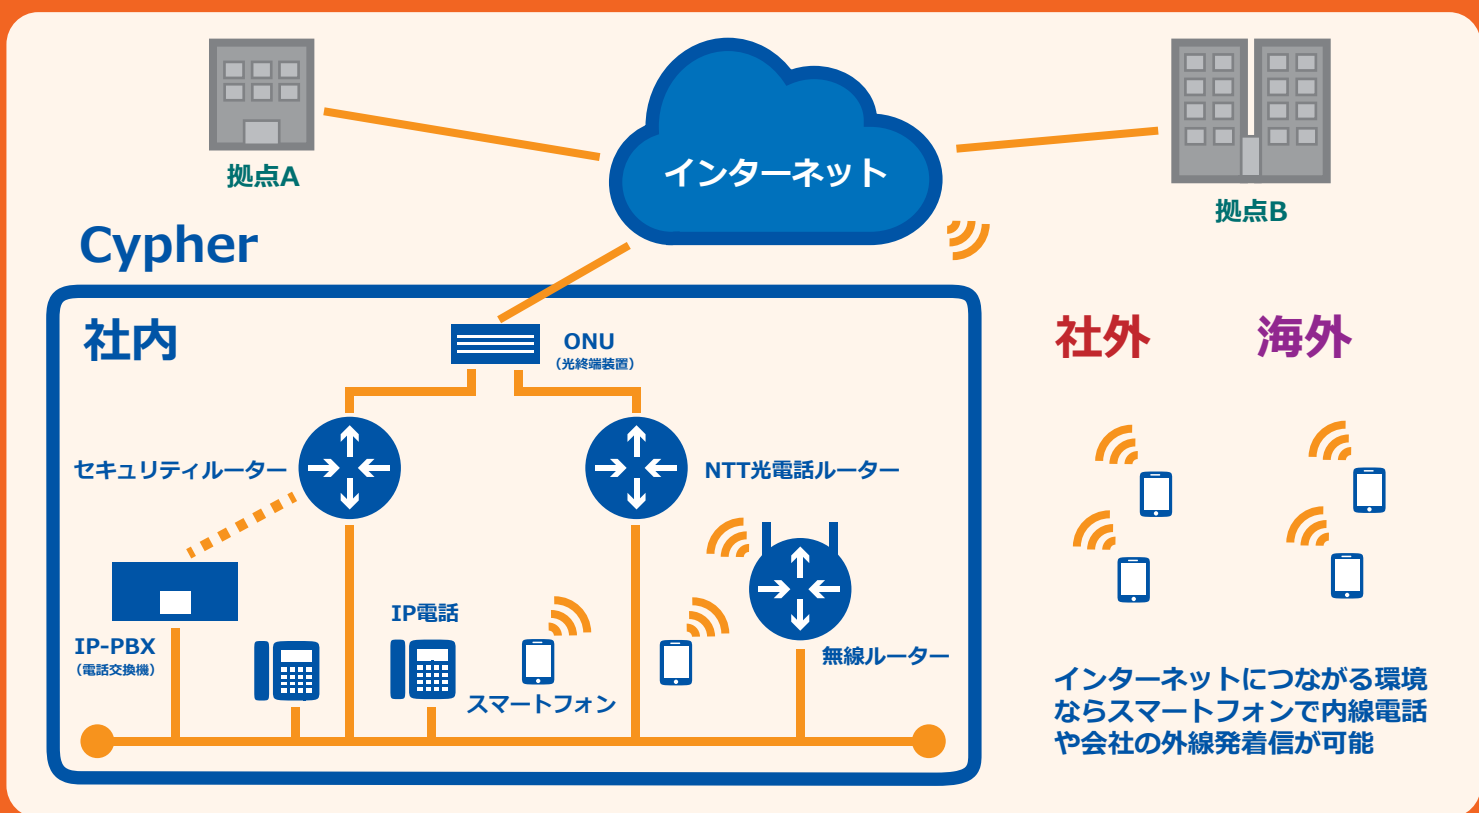 インターネット
拠点A
拠点B
Cypher
社内
ONU
（光終端装置）
社外
海外
セキュリティルーター
NTT光電話ルーター
IP電話
IP-PBX
（電話交換機）
スマートフォン
無線ルーター
インターネットにつながる環境
ならスマートフォンで内線電話
や会社の外線発着信が可能